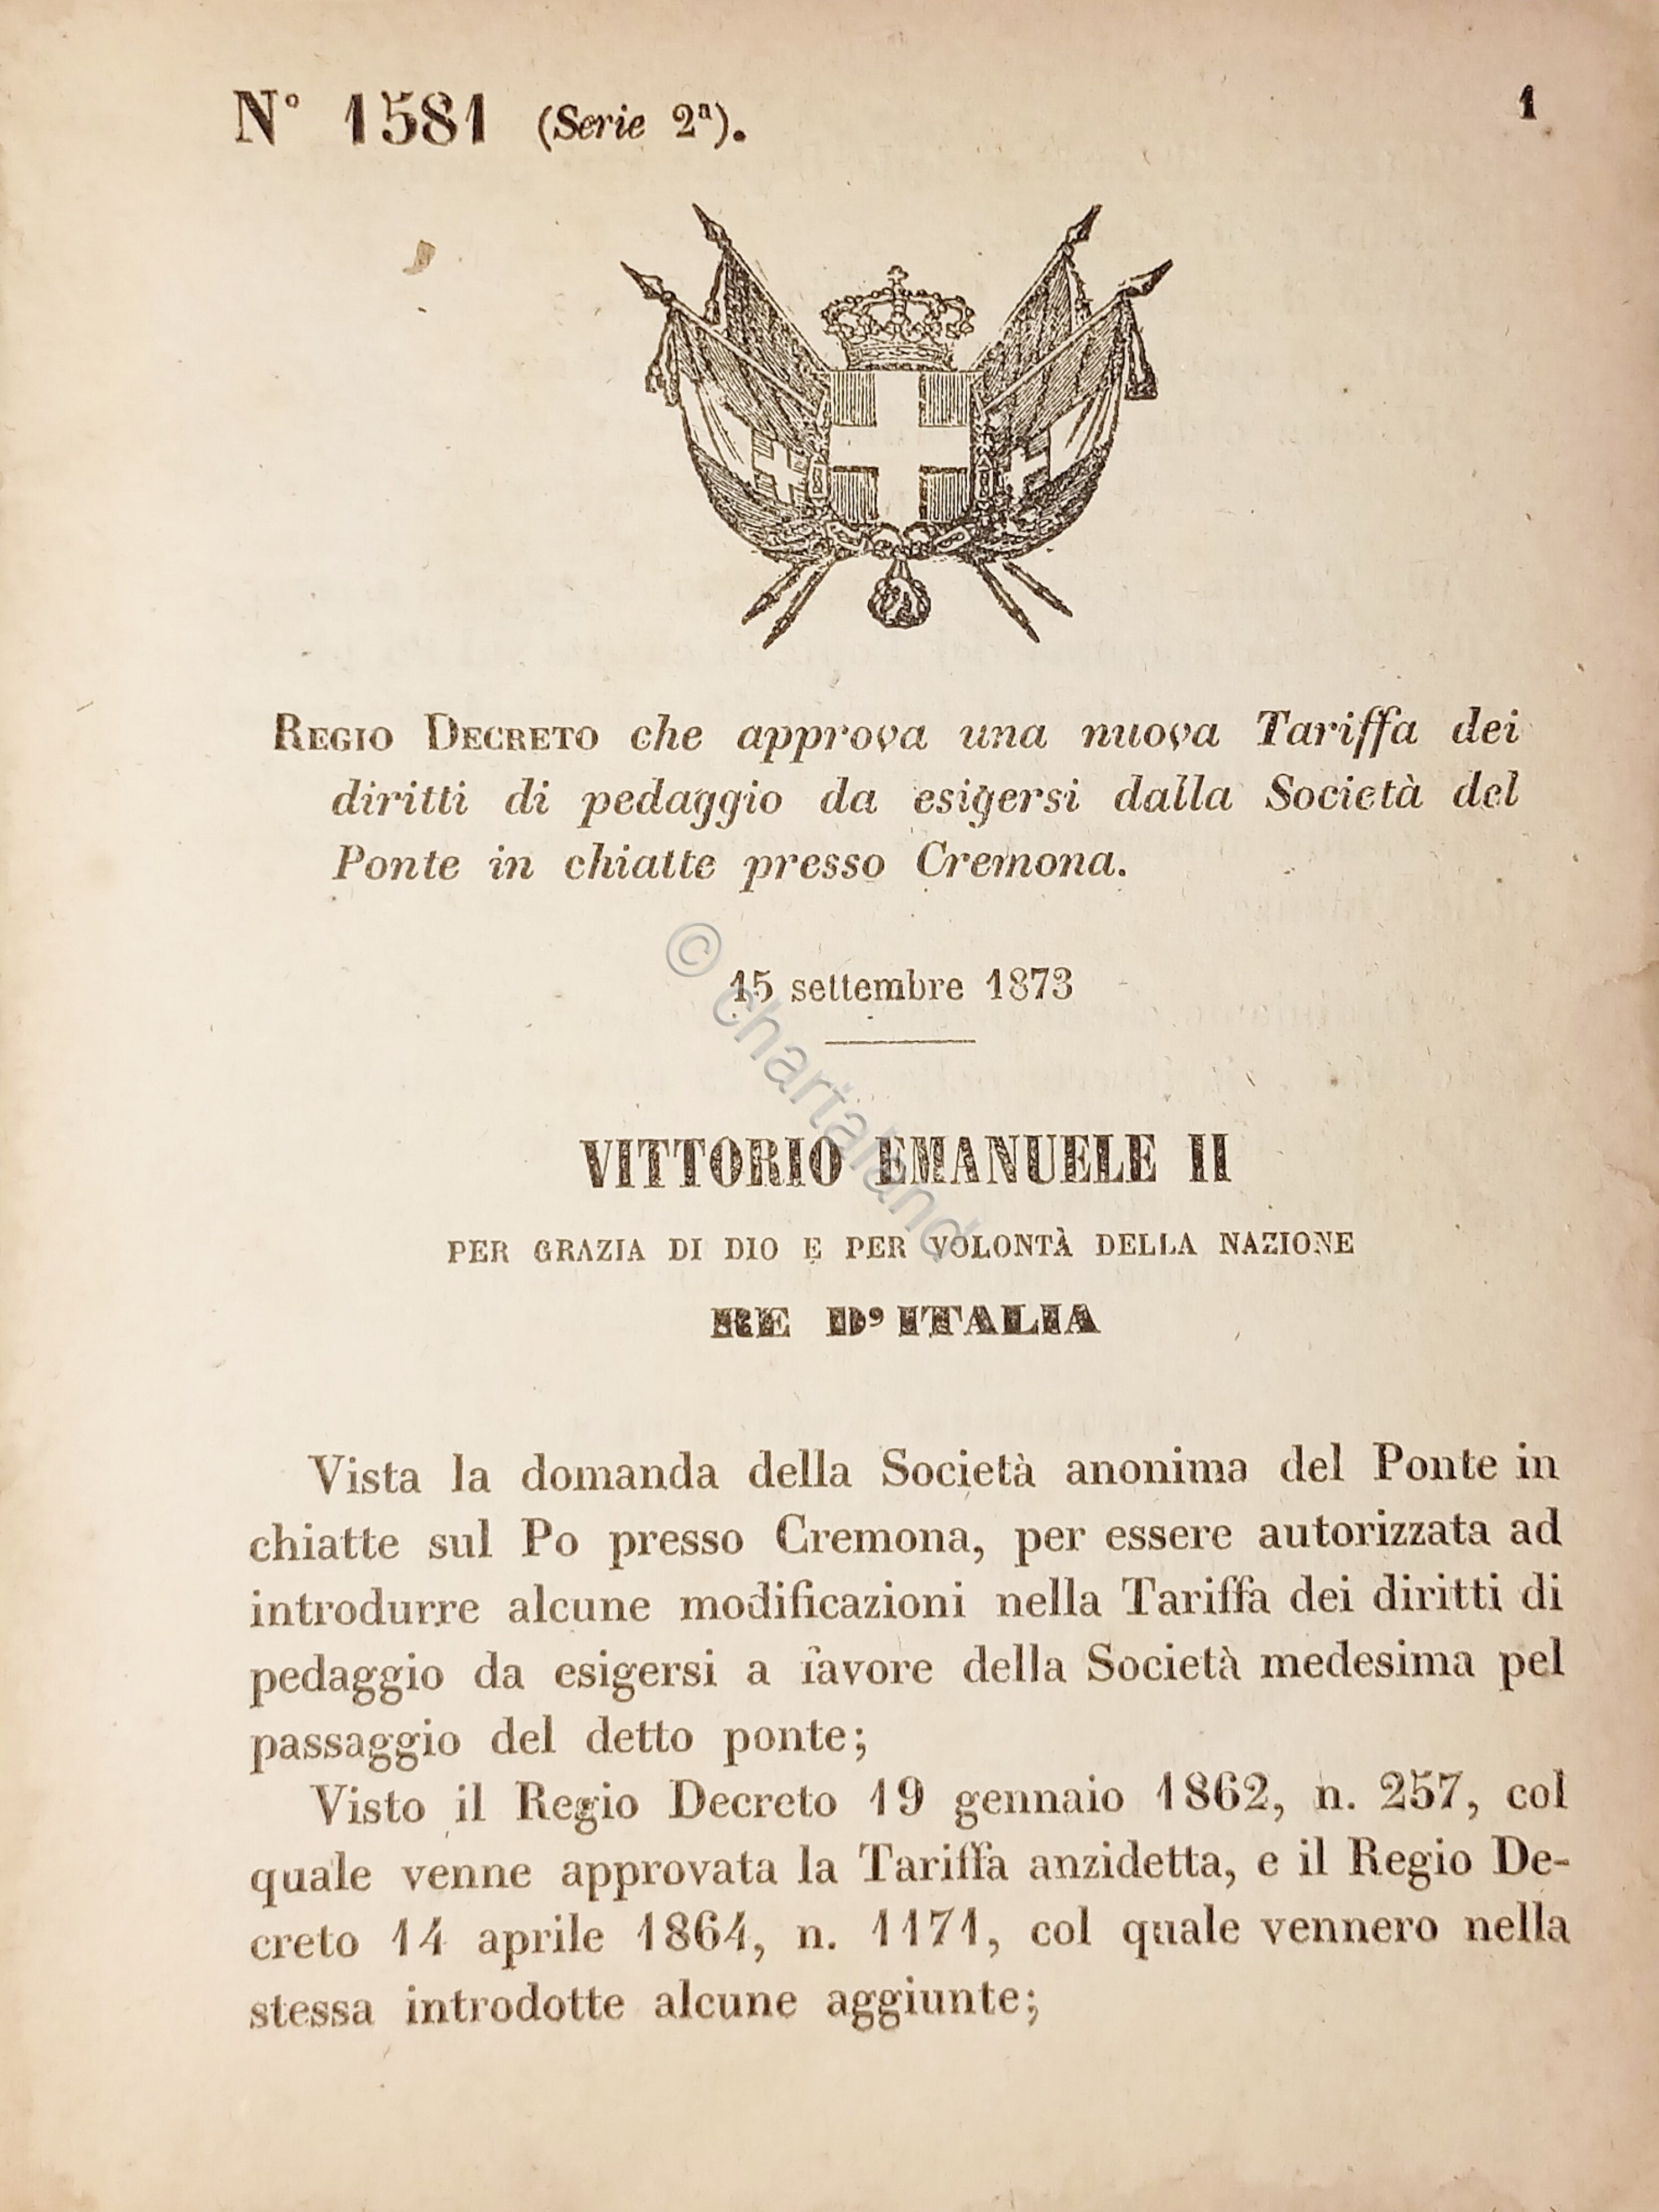 N° 1581 (Serie 2ª).
1
REGIO DECRETO che approva una nuova Tariffa dei
diritti di pedaggio da esigersi dalla Società del
Ponte in chiatte presso Cremona.
15 settembre 1873
© chartaland
VITTORIO EMANUELE II
PER GRAZIA DI DIO E PER VOLONTÀ DELLA NAZIONE
RE D'ITALIA
Vista la domanda della Società anonima del Ponte in
chiatte sul Po presso Cremona, per essere autorizzata ad
introdurre alcune modificazioni nella Tariffa dei diritti di
pedaggio da esigersi a favore della Società medesima pel
passaggio del detto ponte;
Visto il Regio Decreto 19 gennaio 1862, n. 257, col
quale venne approvata la Tariffa anzidetta, e il Regio De-
creto 14 aprile 1864, n. 1171, col quale vennero nella
stessa introdotte alcune aggiunte;